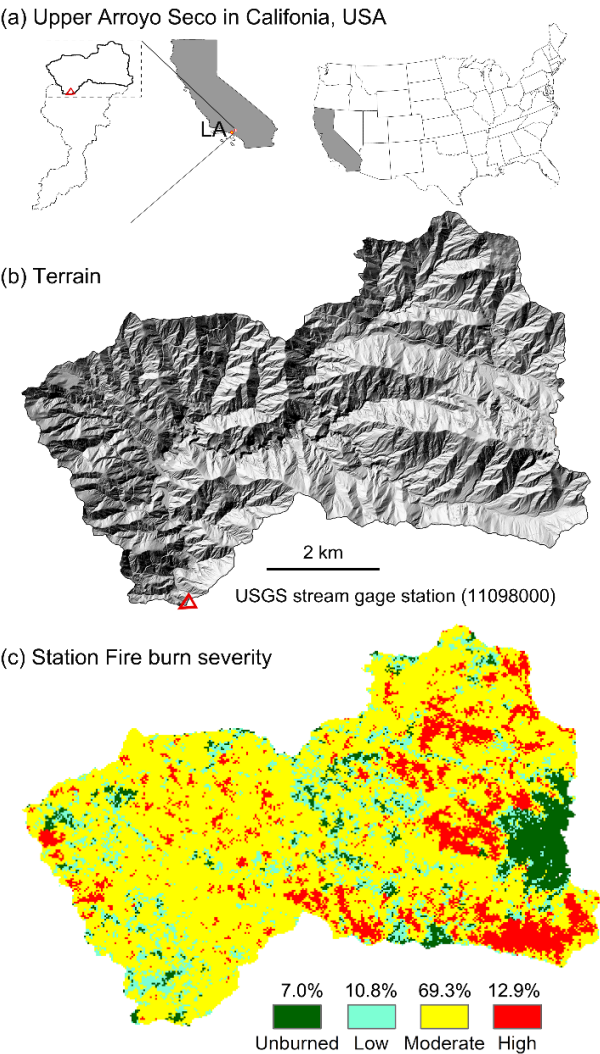 (a) Upper Arroyo Seco in Califonia, USA
LA
(b) Terrain
2 km
USGS stream gage station (11098000)
(c) Station Fire burn severity
7.0% 10.8% 69.3% 12.9%
Unburned Low Moderate High